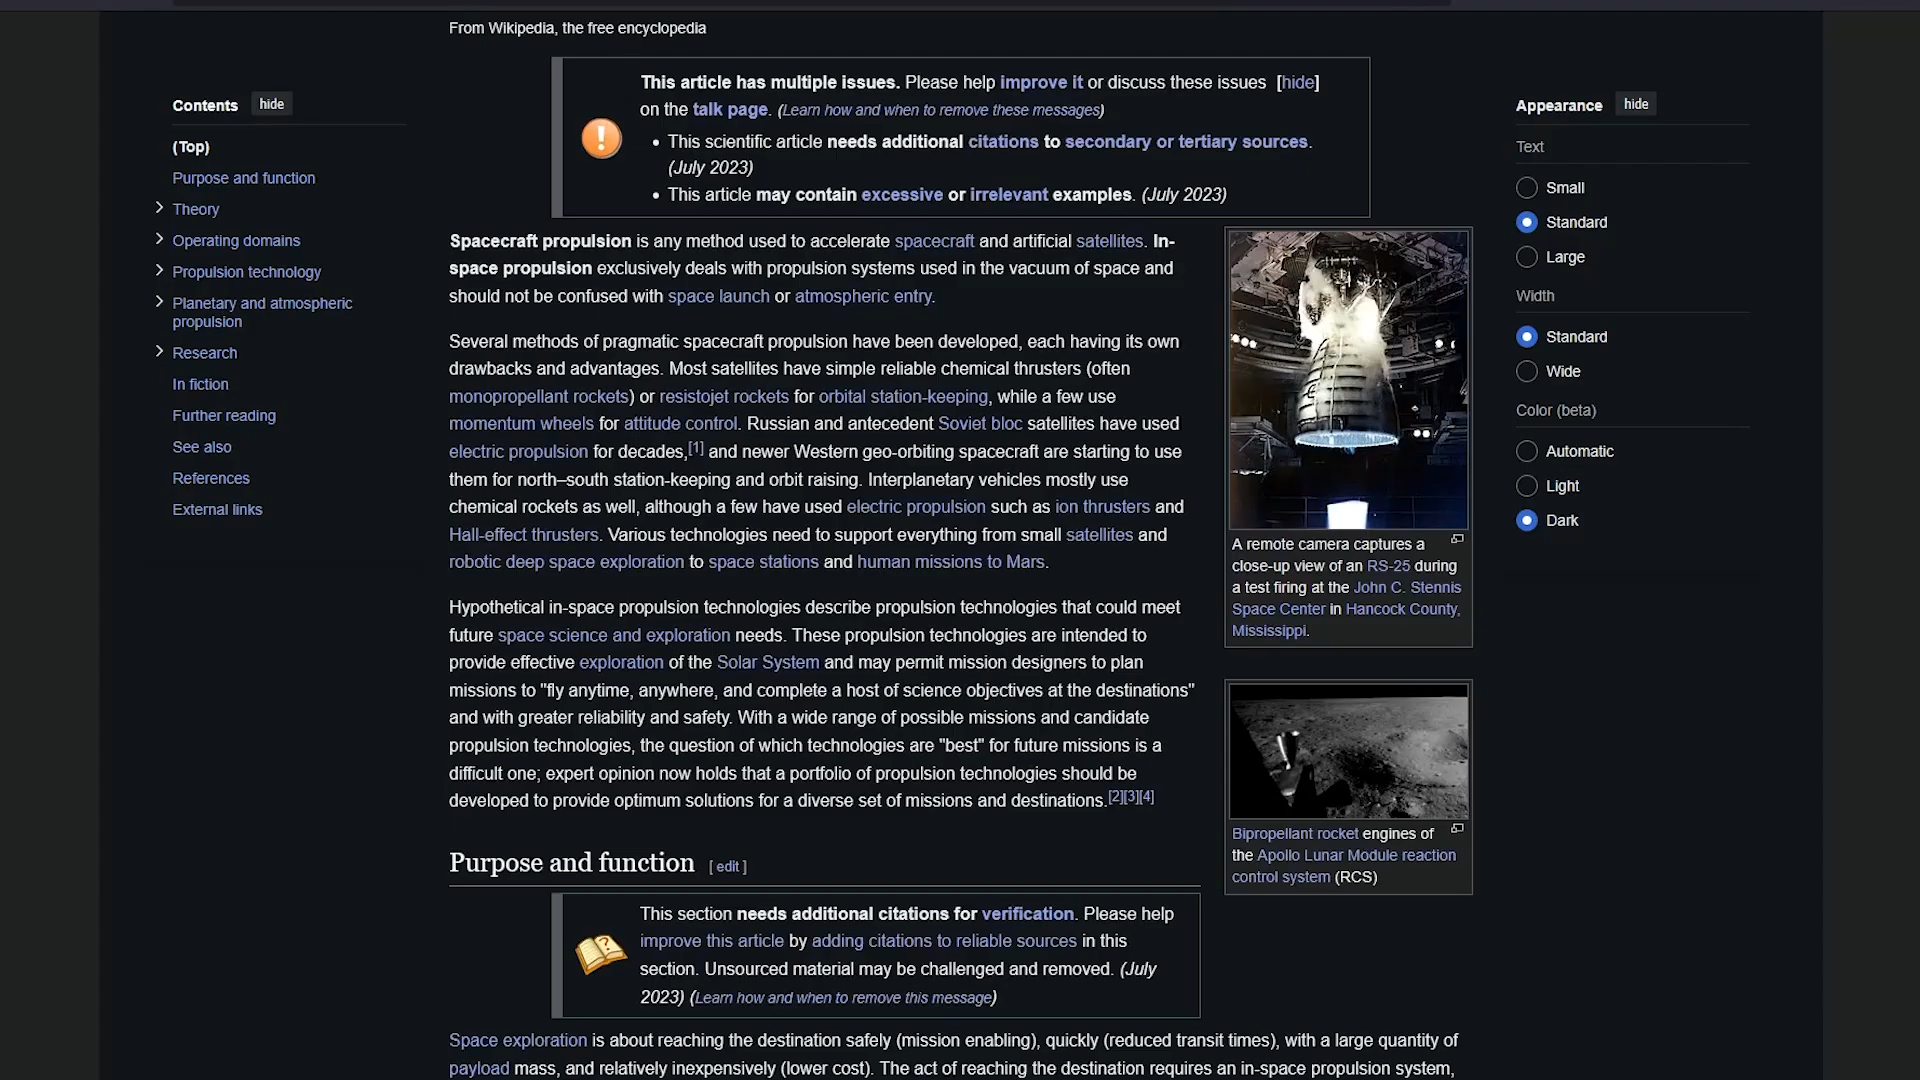 From Wikipedia, the free encyclopedia
This article has multiple issues. Please help improve it or discuss these issues [hide]
on the talk page. (Learn how and when to remove these messages)
• This scientific article needs additional citations to secondary or tertiary sources.
(July 2023)
• This article may contain excessive or irrelevant examples. (July 2023)
Contents hide
(Top)
Purpose and function
Theory
Operating domains
Propulsion technology
Planetary and atmospheric
propulsion
Research
In fiction
Further reading
See also
References
External links
Spacecraft propulsion is any method used to accelerate spacecraft and artificial satellites. In-
space propulsion exclusively deals with propulsion systems used in the vacuum of space and
should not be confused with space launch or atmospheric entry.
Several methods of pragmatic spacecraft propulsion have been developed, each having its own
drawbacks and advantages. Most satellites have simple reliable chemical thrusters (often
monopropellant rockets) or resistojet rockets for orbital station-keeping, while a few use
momentum wheels for attitude control. Russian and antecedent Soviet bloc satellites have used
electric propulsion for decades,[1] and newer Western geo-orbiting spacecraft are starting to use
them for north–south station-keeping and orbit raising. Interplanetary vehicles mostly use
chemical rockets as well, although a few have used electric propulsion such as ion thrusters and
Hall-effect thrusters. Various technologies need to support everything from small satellites and
robotic deep space exploration to space stations and human missions to Mars.
Hypothetical in-space propulsion technologies describe propulsion technologies that could meet
future space science and exploration needs. These propulsion technologies are intended to
provide effective exploration of the Solar System and may permit mission designers to plan
missions to "fly anytime, anywhere, and complete a host of science objectives at the destinations"
and with greater reliability and safety. With a wide range of possible missions and candidate
propulsion technologies, the question of which technologies are "best" for future missions is a
difficult one; expert opinion now holds that a portfolio of propulsion technologies should be
developed to provide optimum solutions for a diverse set of missions and destinations.[2][3][4]
A remote camera captures a
close-up view of an RS-25 during
a test firing at the John C. Stennis
Space Center in Hancock County,
Mississippi.
Bipropellant rocket engines of
the Apollo Lunar Module reaction
control system (RCS)
Purpose and function [ edit ]
This section needs additional citations for verification. Please help
improve this article by adding citations to reliable sources in this
section. Unsourced material may be challenged and removed. (July
2023) (Learn how and when to remove this message)
Space exploration is about reaching the destination safely (mission enabling), quickly (reduced transit times), with a large quantity of
payload mass, and relatively inexpensively (lower cost). The act of reaching the destination requires an in-space propulsion system,
Appearance hide
Text
Small
Standard
Large
Width
Standard
Wide
Color (beta)
Automatic
Light
Dark